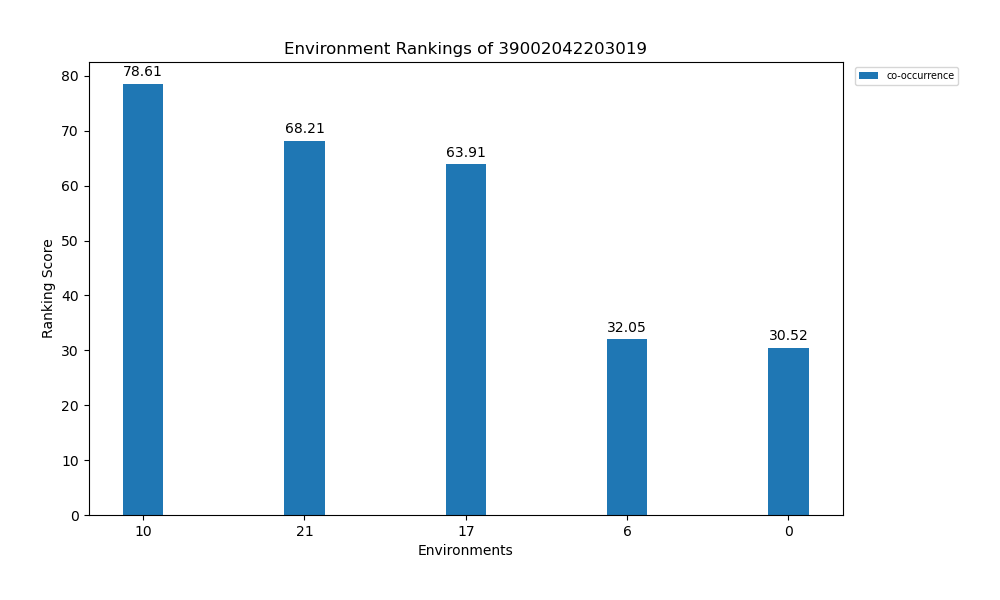 Environment Rankings of 39002042203019
co-occurrence
Ranking Score
80
70
60
50
40
30
20
10
0
78.61
68.21
63.91
32.05
30.52
10 21 17 6 0
Environments